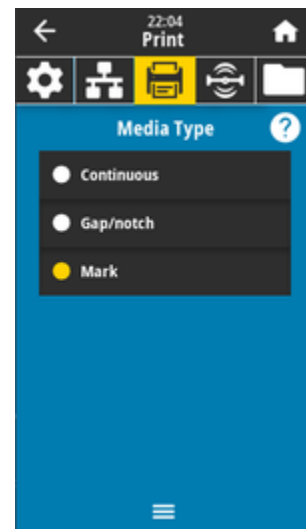 22:04
Print
Media Type
?
Continuous
Gap/notch
Mark